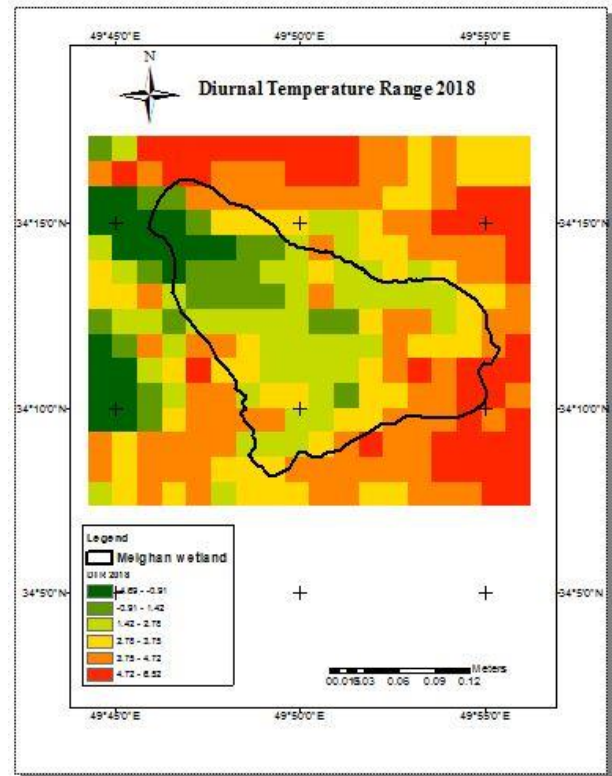 49°45'0"E 49°50'0"E 49°55'0"E
N
Diurnal Temperature Range 2018
34°15'0"N 34°15'0"N
34°10'0"N 34°10'0"N
34°5'0"N 34°5'0"N
Legend
Meighan wetland
DTR 2018
-0.91
-0.91 - 1.42
1.42 - 2.78
2.78 - 3.75
3.75 - 4.72
4.72 - 6.52
Meters
0.06 0.09 0.12
49°45'0"E 49°50'0"E 49°55'0"E